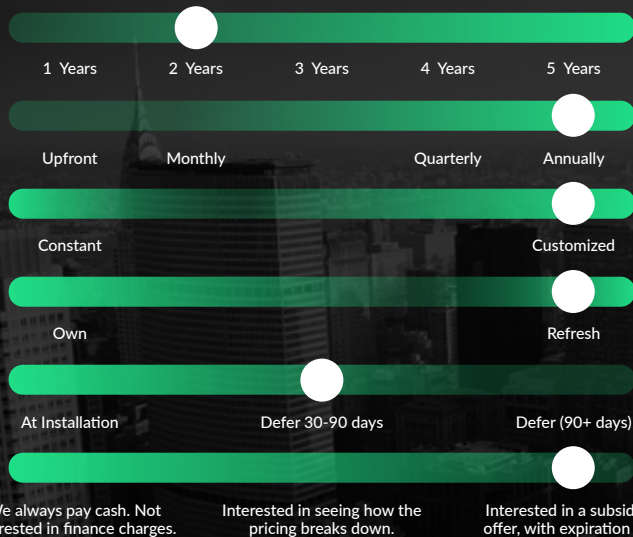 1 Years 2 Years 3 Years 4 Years 5 Years
Upfront Monthly Quarterly Annually
Constant Customized
Own Refresh
At Installation Defer 30-90 days Defer (90+ days)
always pay cash. Not Interested in seeing how the Interested in a
in finance charges. pricing breaks down. offer, with expiration